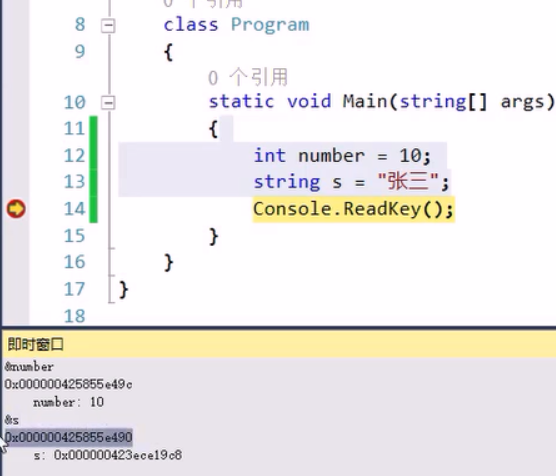 0 个引用
8 class Program
9 {
0 个引用
10 static void Main(string[] args)
11 {
12 int number = 10;
13 string s = "张三";
14 Console.ReadKey();
15 }
16 }
17 }
18
即时窗口
&number
0x000000425855e49c
number: 10
&s
0x000000425855e490
s: 0x000000423ece19c8